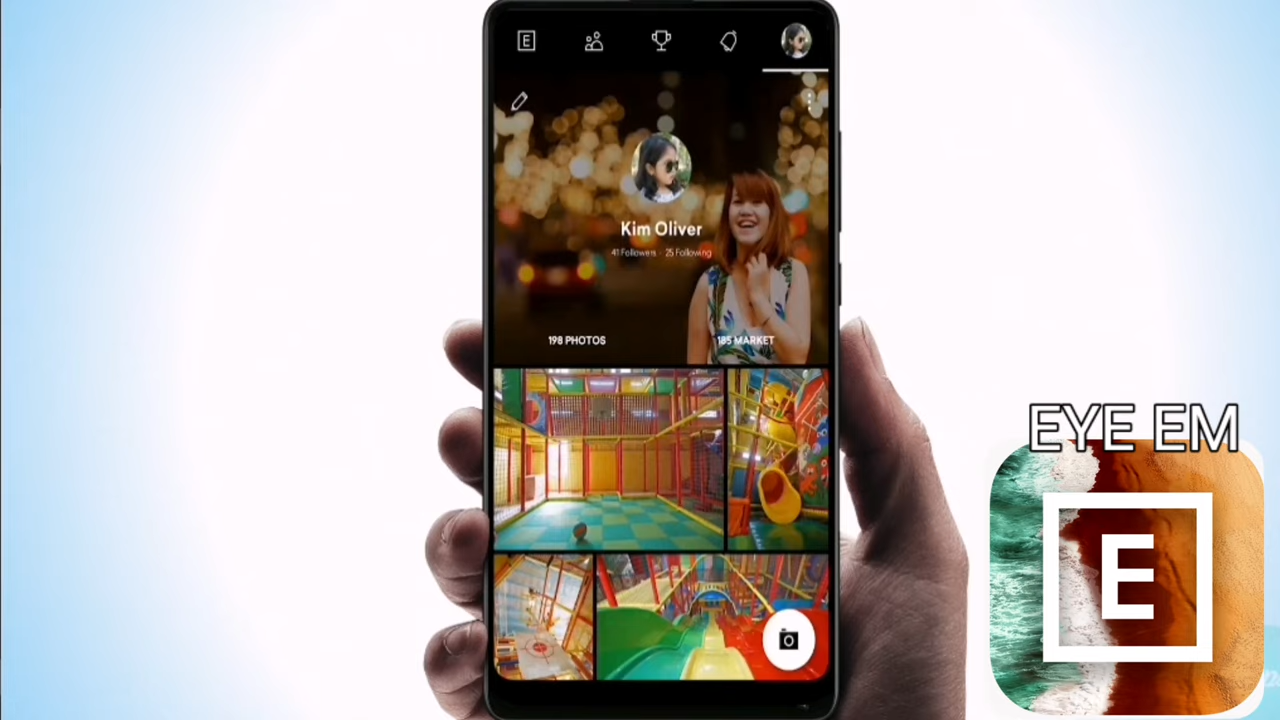 E
Kim Oliver
41 Followers · 25 Following
198 PHOTOS
185 MARKET
EYE EM
E